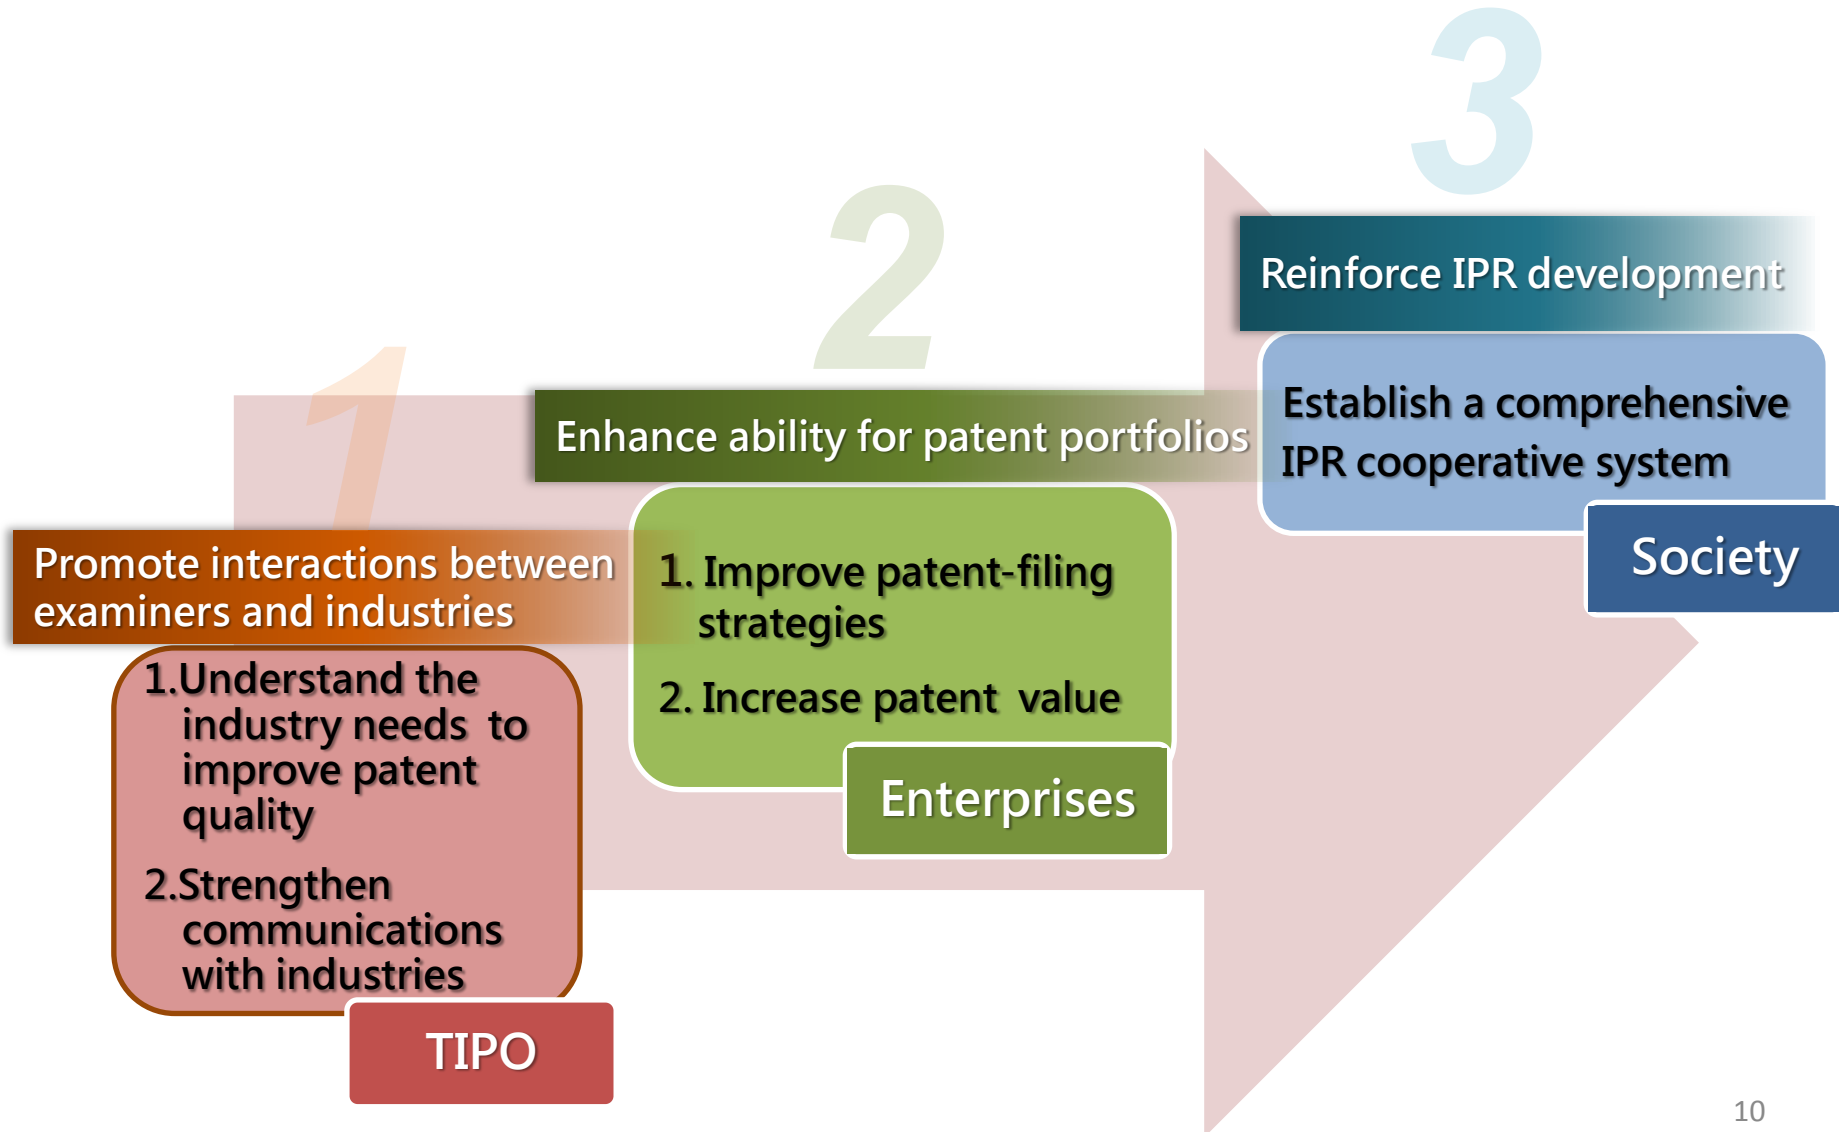 1
Promote interactions between
examiners and industries
1.Understand the
industry needs to
improve patent
quality
2.Strengthen
communications
with industries
TIPO
2
Enhance ability for patent portfolios
1. Improve patent-filing
strategies
2. Increase patent value
Enterprises
3
Reinforce IPR development
Establish a comprehensive
IPR cooperative system
Society
10